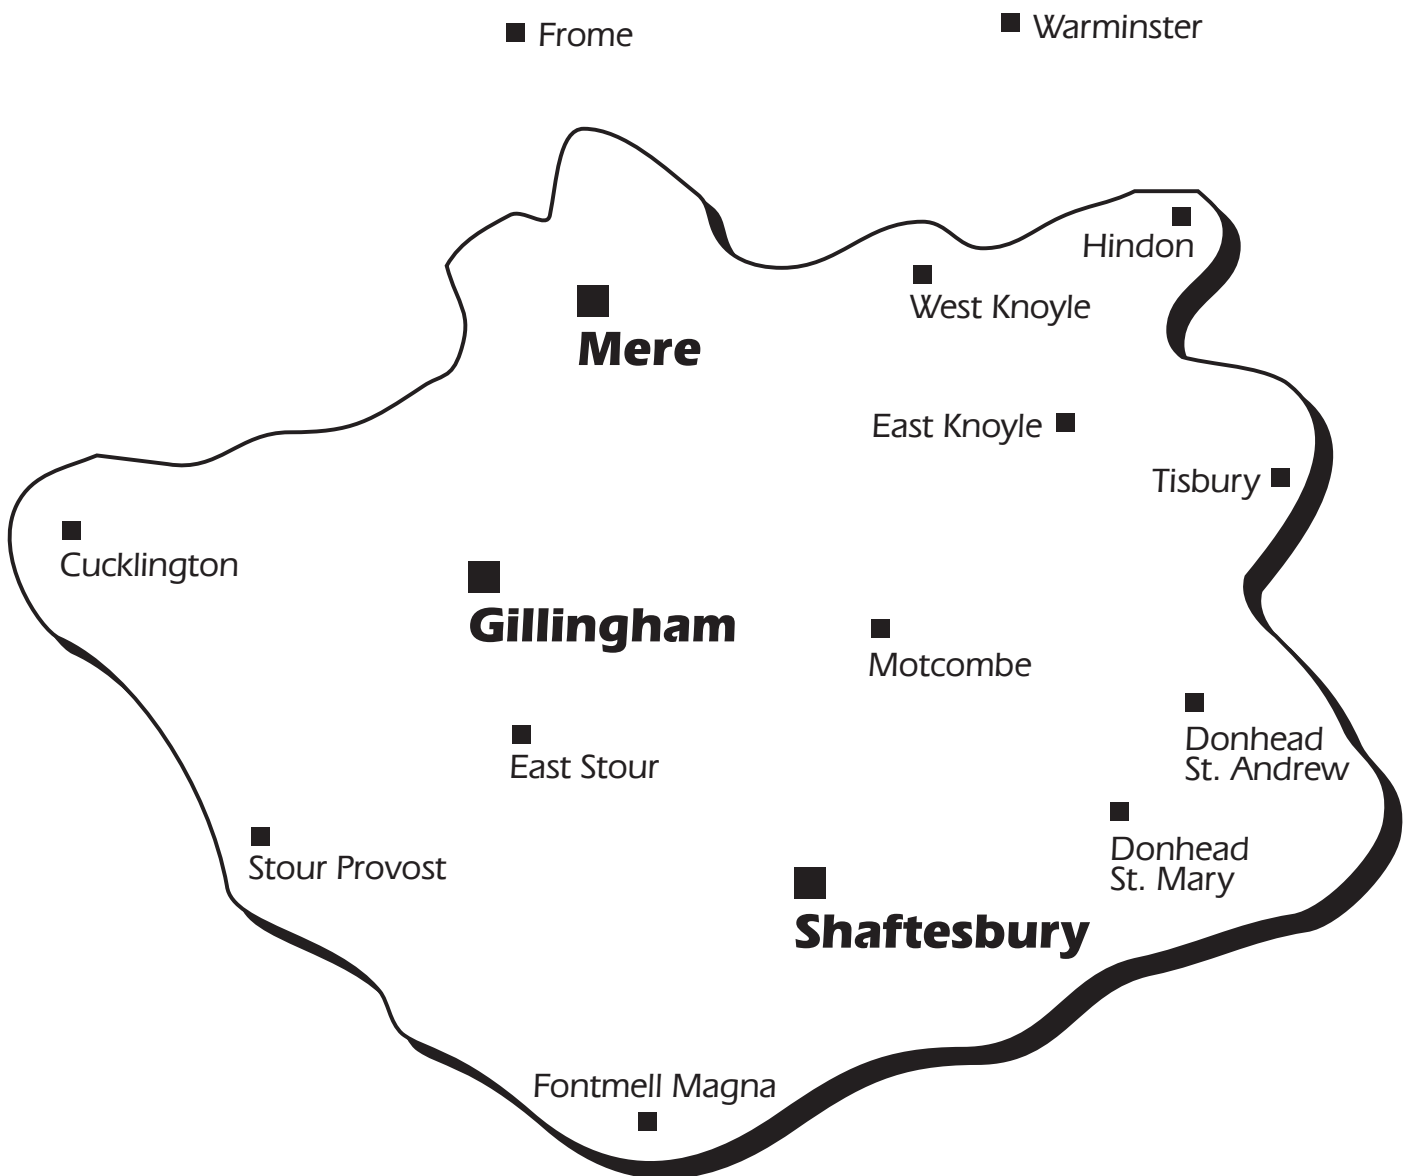 Frome
Warminster
Hindon
West Knoyle
Mere
East Knoyle
Tisbury
Cucklington
Gillingham
Motcombe
Donhead
St. Andrew
East Stour
Donhead
St. Mary
Stour Provost
Shaftesbury
Fontmell Magna